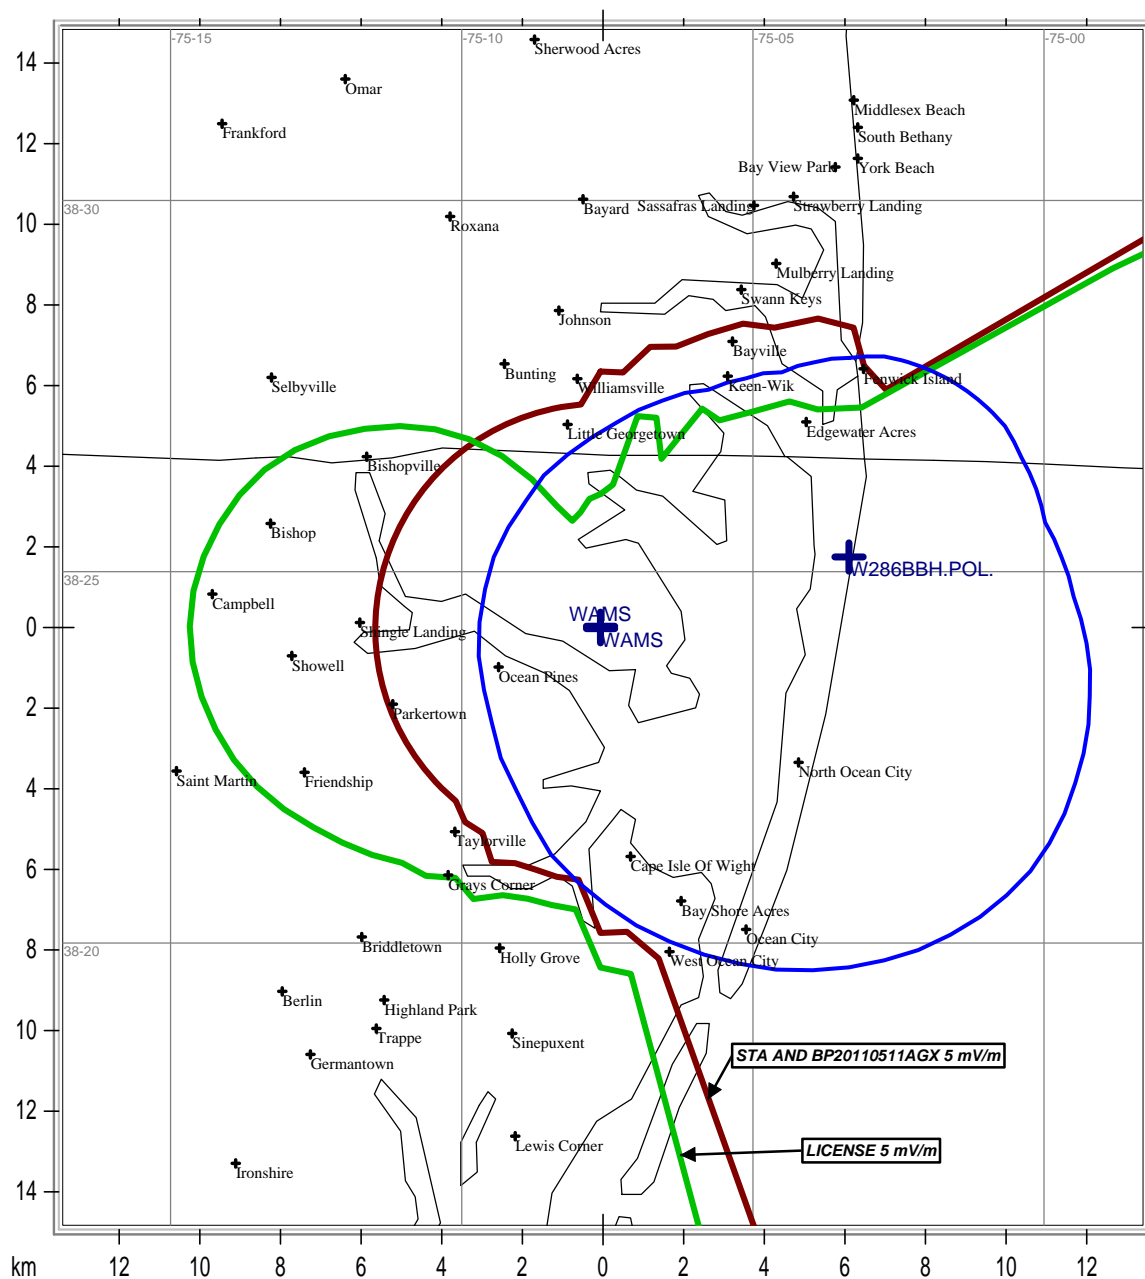 -75-15
-75-10
-75-05
-75-00
Sherwood Acres
14
Omar
Middlesex Beach
Frankford
South Bethany
12
Bay View Park
York Beach
38-30
Bayard
Sassafras Landing
Strawberry Landing
10
Roxana
Mulberry Landing
Swann Keys
8
Johnson
Bayville
Bunting
Selbyville
Williamsville
Keen-Wik
Fenwick Island
6
Little Georgetown
Edgewater Acres
4
Bishopville
Bishop
2
38-25
W286BBH.POL.
Campbell
WAMS
0
Shingle Landing
WAMS
Showell
Ocean Pines
2
Parkertown
Saint Martin
Friendship
North Ocean City
4
Taylorville
6
Grays Corner
Cape Isle Of Wight
Bay Shore Acres
38-20
Briddletown
Ocean City
8
Holly Grove
West Ocean City
Berlin
Highland Park
10
Trappe
Sinepuxent
Germantown
STA AND BP20110511AGX 5 mV/m
12
Lewis Corner
LICENSE 5 mV/m
Ironshire
14
km 12 10 8 6 4 2 0 2 4 6 8 10 12